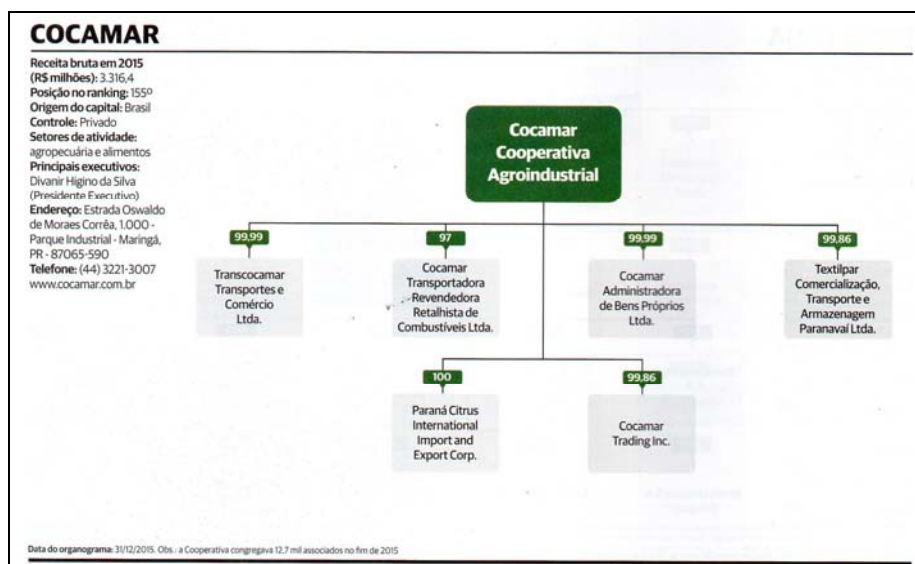 COCAMAR
Receita bruta em 2015
(R$ milhões): 3.316,4
Posição no ranking: 155º
Origem do capital: Brasil
Controle: Privado
Setores de atividade:
agropecuária e alimentos
Principais executivos:
Divanir Higino da Silva
(Presidente Executivo)
Endereço: Estrada Oswaldo
de Moraes Corrêa, 1.000 -
Parque Industrial - Maringá,
PR - 87065-590
Telefone: (44) 3221-3007
www.cocamar.com.br
Cocamar
Cooperativa
Agroindustrial
99,99
Transcocamar
Transportes e
Comércio
Ltda.
97
Cocamar
Transportadora
Revendedora
Retalhista de
Combustíveis Ltda.
99,99
Cocamar
Administradora
de Bens Próprios
Ltda.
99,86
Textilpar
Comercialização,
Transporte e
Armazenagem
Paranavaí Ltda.
100
Paraná Citrus
International
Import and
Export Corp.
99,86
Cocamar
Trading Inc.
Data do organograma: 31/12/2015. Obs.: a Cooperativa congregava 12,7 mil associados no fim de 2015